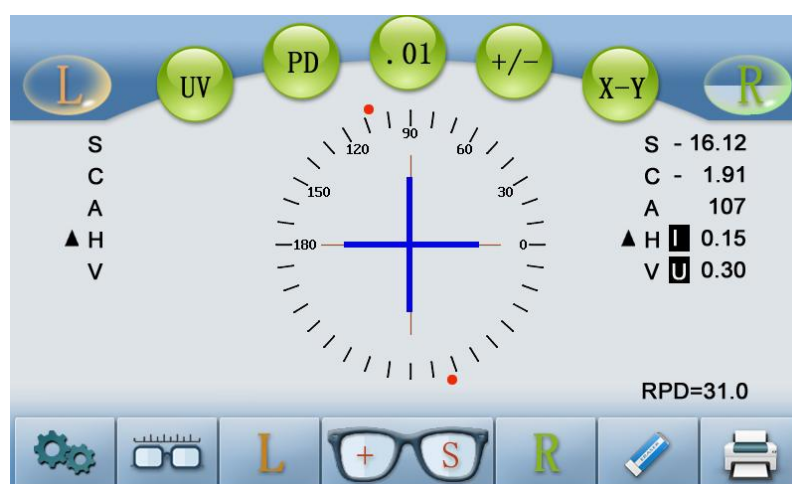 L
UV
PD
.01
+/-
X-Y
R
S
C
A
▲ H
V
90
120
60
150
30
180
0
S - 16.12
C - 1.91
A 107
▲ H I 0.15
V U 0.30
RPD=31.0
L
+ S
R